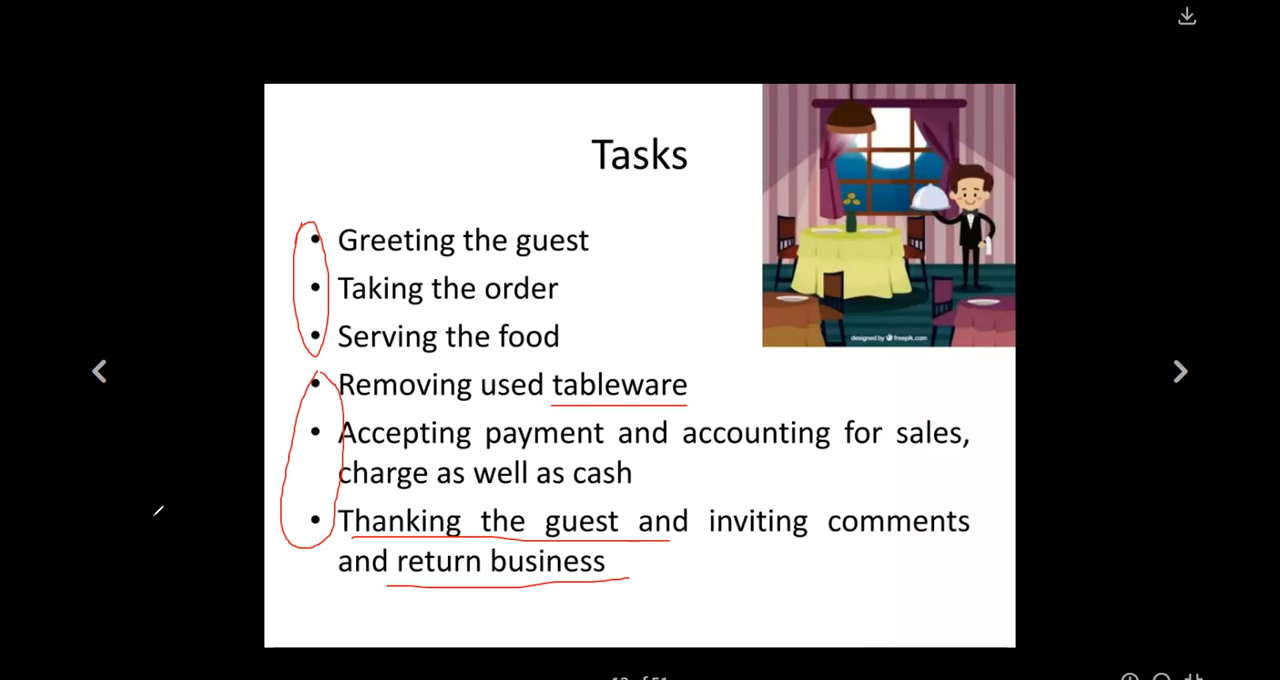 Tasks
• Greeting the guest
• Taking the order
• Serving the food
• Removing used tableware
• Accepting payment and accounting for sales,
charge as well as cash
• Thanking the guest and inviting comments
and return business
designed by freepik.com